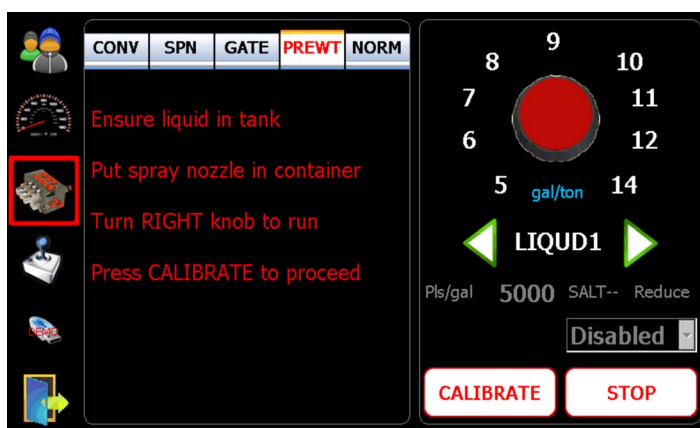 CONV SPN GATE PREWT NORM
Ensure liquid in tank
Put spray nozzle in container
Turn RIGHT knob to run
Press CALIBRATE to proceed
DEMO
9
8 10
7 11
6 12
5 gal/ton 14
LIQUD1
Pls/gal 5000 SALT-- Reduce
Disabled
CALIBRATE STOP